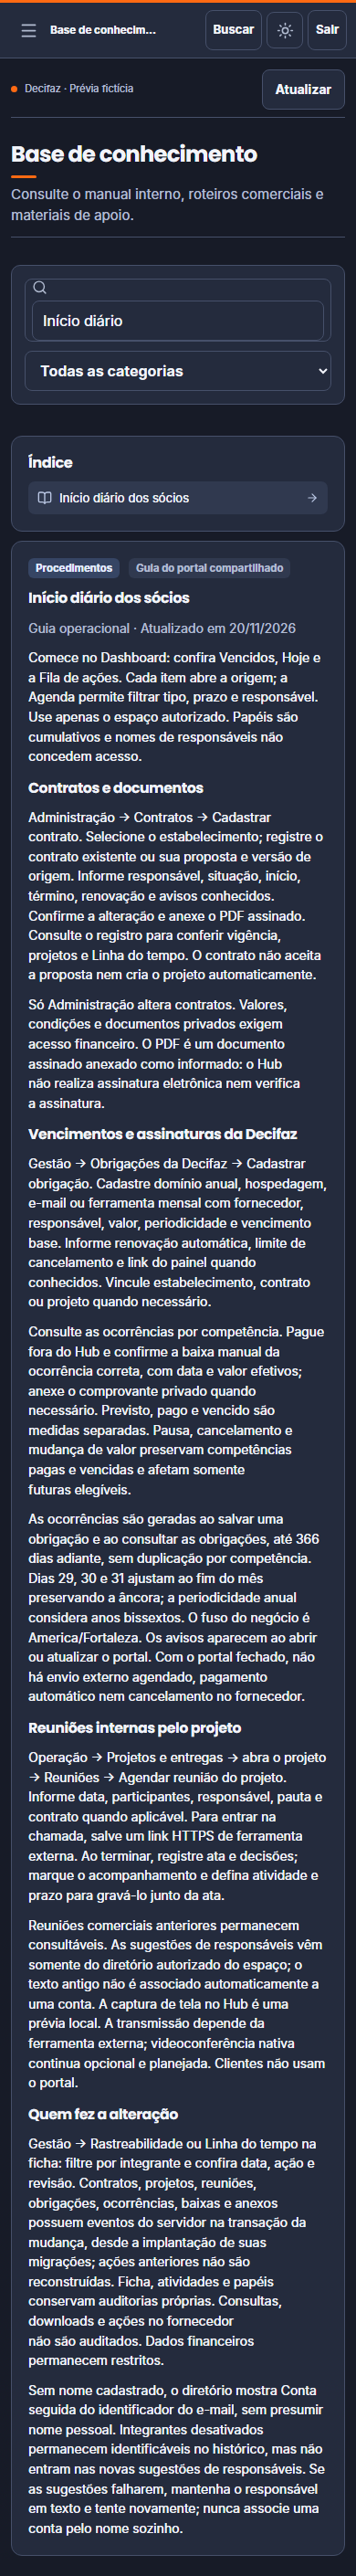 Base de conhecim...
Buscar
Sair
Decifaz · Prévia fictícia
Atualizar
Base de conhecimento
Consulte o manual interno, roteiros comerciais e
materiais de apoio.
Início diário
Todas as categorias
Índice
Início diário dos sócios
Procedimentos
Guia do portal compartilhado
Início diário dos sócios
Guia operacional · Atualizado em 20/11/2026
Comece no Dashboard: confira Vencidos, Hoje e
a Fila de ações. Cada item abre a origem; a
Agenda permite filtrar tipo, prazo e responsável.
Use apenas o espaço autorizado. Papéis são
cumulativos e nomes de responsáveis não
concedem acesso.
Contratos e documentos
Administração → Contratos → Cadastrar
contrato. Selecione o estabelecimento; registre o
contrato existente ou sua proposta e versão de
origem. Informe responsável, situação, início,
término, renovação e avisos conhecidos.
Confirme a alteração e anexe o PDF assinado.
Consulte o registro para conferir vigência,
projetos e Linha do tempo. O contrato não aceita
a proposta nem cria o projeto automaticamente.
Só Administração altera contratos. Valores,
condições e documentos privados exigem
acesso financeiro. O PDF é um documento
assinado anexado como informado: o Hub
não realiza assinatura eletrônica nem verifica
a assinatura.
Vencimentos e assinaturas da Decifaz
Gestão → Obrigações da Decifaz → Cadastrar
obrigação. Cadastre domínio anual, hospedagem,
e-mail ou ferramenta mensal com fornecedor,
responsável, valor, periodicidade e vencimento
base. Informe renovação automática, limite de
cancelamento e link do painel quando
conhecidos. Vincule estabelecimento, contrato
ou projeto quando necessário.
Consulte as ocorrências por competência. Pague
fora do Hub e confirme a baixa manual da
ocorrência correta, com data e valor efetivos;
anexe o comprovante privado quando
necessário. Previsto, pago e vencido são
medidas separadas. Pausa, cancelamento e
mudança de valor preservam competências
pagas e vencidas e afetam somente
futuras elegíveis.
As ocorrências são geradas ao salvar uma
obrigação e ao consultar as obrigações, até 366
dias adiante, sem duplicação por competência.
Dias 29, 30 e 31 ajustam ao fim do mês
preservando a âncora; a periodicidade anual
considera anos bissextos. O fuso do negócio é
America/Fortaleza. Os avisos aparecem ao abrir
ou atualizar o portal. Com o portal fechado, não
há envio externo agendado, pagamento
automático nem cancelamento no fornecedor.
Reuniões internas pelo projeto
Operação → Projetos e entregas → abra o projeto
→ Reuniões → Agendar reunião do projeto.
Informe data, participantes, responsável, pauta e
contrato quando aplicável. Para entrar na
chamada, salve um link HTTPS de ferramenta
externa. Ao terminar, registre ata e decisões;
marque o acompanhamento e defina atividade e
prazo para gravá-lo junto da ata.
Reuniões comerciais anteriores permanecem
consultáveis. As sugestões de responsáveis vêm
somente do diretório autorizado do espaço; o
texto antigo não é associado automaticamente a
uma conta. A captura de tela no Hub é uma
prévia local. A transmissão depende da
ferramenta externa; videoconferência nativa
continua opcional e planejada. Clientes não usam
o portal.
Quem fez a alteração
Gestão → Rastreabilidade ou Linha do tempo na
ficha: filtre por integrante e confira data, ação e
revisão. Contratos, projetos, reuniões,
obrigações, ocorrências, baixas e anexos
possuem eventos do servidor na transação da
mudança, desde a implantação de suas
migrações; ações anteriores não são
reconstruídas. Ficha, atividades e papéis
conservam auditorias próprias. Consultas,
downloads e ações no fornecedor
não são auditados. Dados financeiros
permanecem restritos.
Sem nome cadastrado, o diretório mostra Conta
seguida do identificador do e-mail, sem presumir
nome pessoal. Integrantes desativados
permanecem identificáveis no histórico, mas não
entram nas novas sugestões de responsáveis. Se
as sugestões falharem, mantenha o responsável
em texto e tente novamente; nunca associe uma
conta pelo nome sozinho.